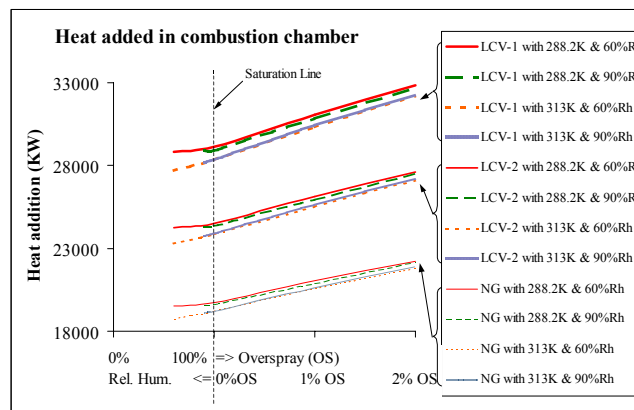 Heat added in combustion chamber
Saturation Line
Heat addition (KW)
33000
28000
23000
18000
0% 100% => Overspray (OS)
Rel. Hum. <= 0%OS 1% OS 2% OS
LCV-1 with 288.2K & 60%Rh
LCV-1 with 288.2K & 90%Rh
LCV-1 with 313K & 60%Rh
LCV-1 with 313K & 90%Rh
LCV-2 with 288.2K & 60%Rh
LCV-2 with 288.2K & 90%Rh
LCV-2 with 313K & 60%Rh
LCV-2 with 313K & 90%Rh
NG with 288.2K & 60%Rh
NG with 288.2K & 90%Rh
NG with 313K & 60%Rh
NG with 313K & 90%Rh